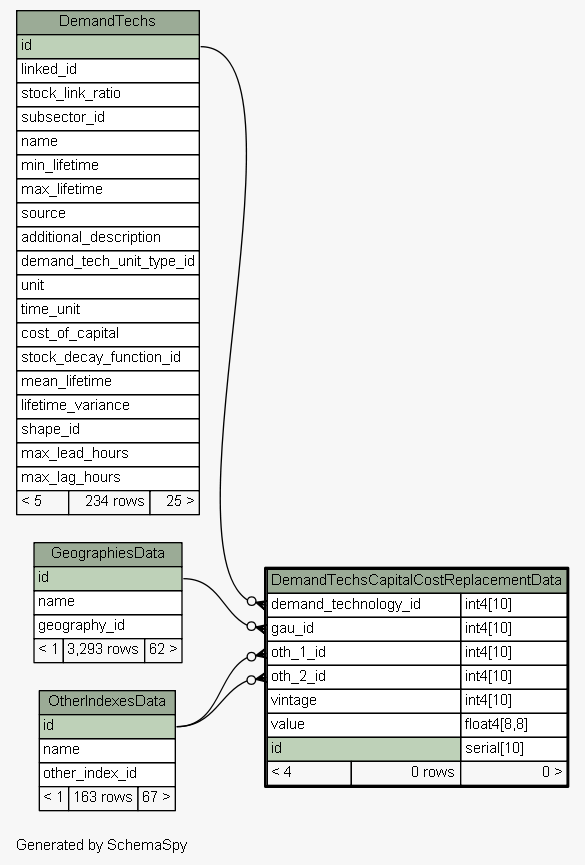 DemandTechs
id
linked_id
stock_link_ratio
subsector_id
name
min_lifetime
max_lifetime
source
additional_description
demand_tech_unit_type_id
unit
time_unit
cost_of_capital
stock_decay_function_id
mean_lifetime
lifetime_variance
shape_id
max_lead_hours
max_lag_hours
< 5 234 rows 25 >
GeographiesData
id
name
geography_id
< 1 3,293 rows 62 >
OtherIndexesData
id
name
other_index_id
< 1 163 rows 67 >
DemandTechsCapitalCostReplacementData
demand_technology_id int4[10]
gau_id int4[10]
oth_1_id int4[10]
oth_2_id int4[10]
vintage int4[10]
value float4[8,8]
id serial[10]
< 4 0 rows 0 >
Generated by SchemaSpy